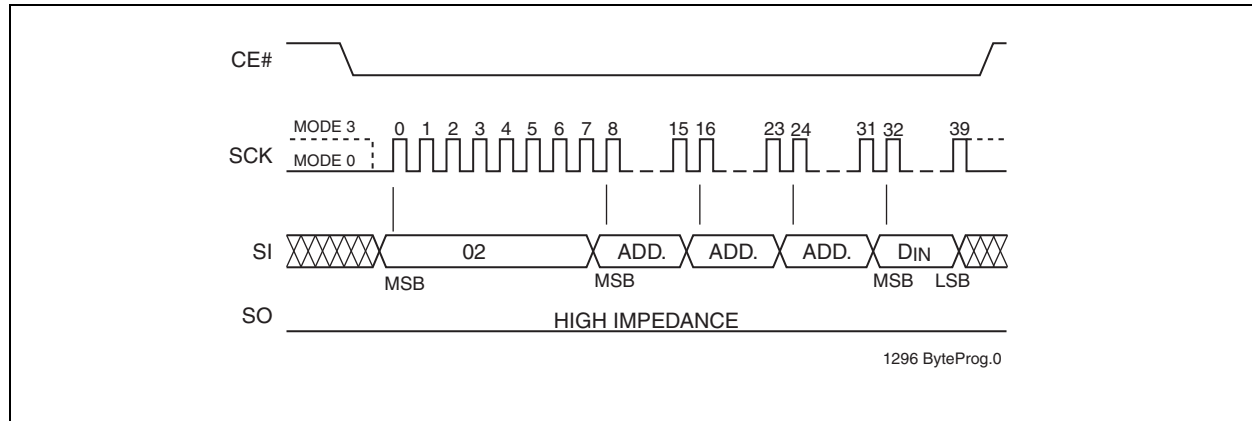 CE#
MODE 3
0 1 2 3 4 5 6 7 8 15 16 23 24 31 32 39
SCK
MODE 0
SI
02 ADD. ADD. ADD. DIN
MSB MSB MSB LSB
SO
HIGH IMPEDANCE
1296 ByteProg.0